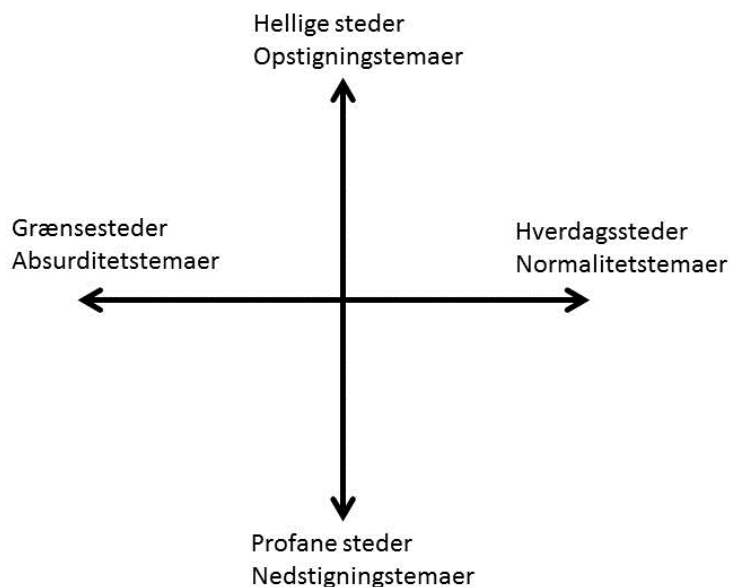 Hellige steder
Opstigningstemaer
Grænsesteder
Absurditetstemaer
Hverdagssteder
Normalitetstemaer
Profane steder
Nedstigningstemaer